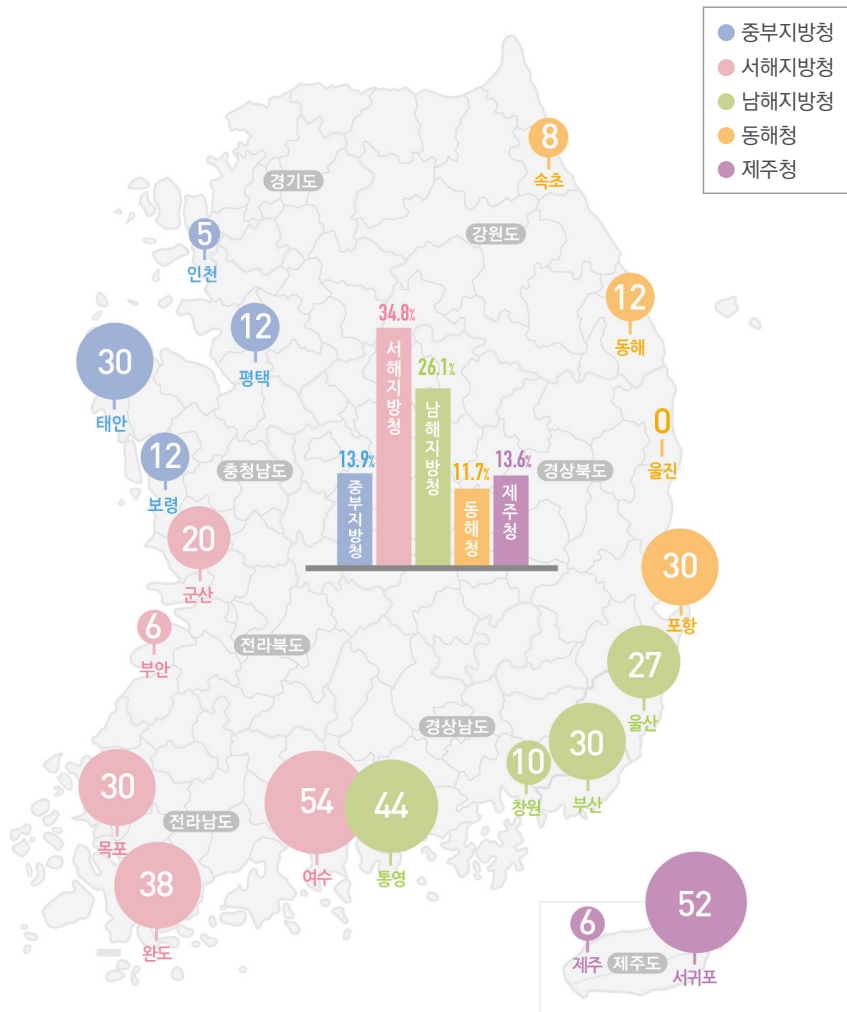 중부지방청
서해지방청
남해지방청
동해청
제주청
8
속초
경기도
5
인천
강원도
12
동해
34.8%
서해지방청
12
평택
30
태안
26.1%
남해지방청
0
울진
12
보령
충청남도
13.9%
중부지방청
11.7%
동해청
13.6%
제주청
경상북도
20
군산
30
포항
6
부안
전라북도
27
울산
경상남도
30
부산
10
창원
30
목포
전라남도
54
여수
44
통영
38
완도
6
제주
제주도
52
서귀포